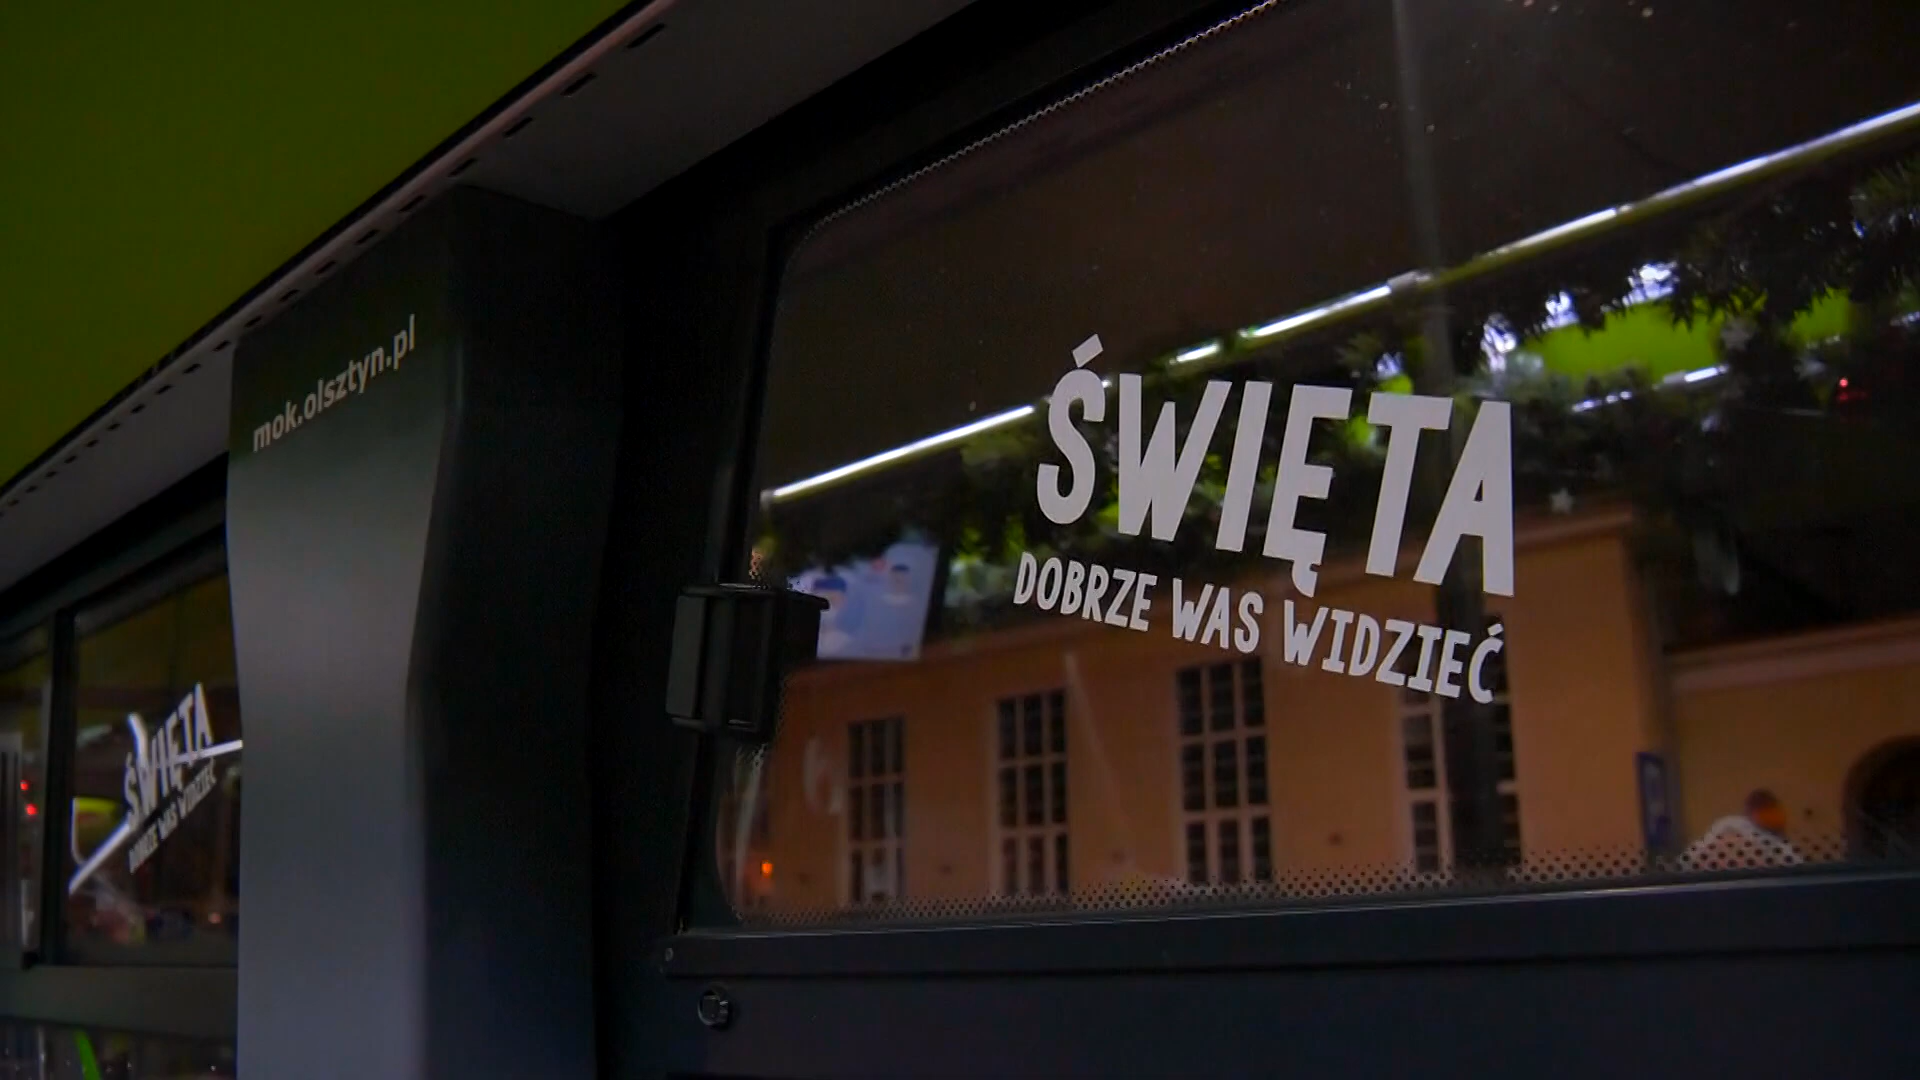 mok.olsztyn.pl
ŚWIĘTA
DOBRZE WAS WIDZIEĆ
ŚWIĘTA
DOBRZE WAS WIDZIEĆ